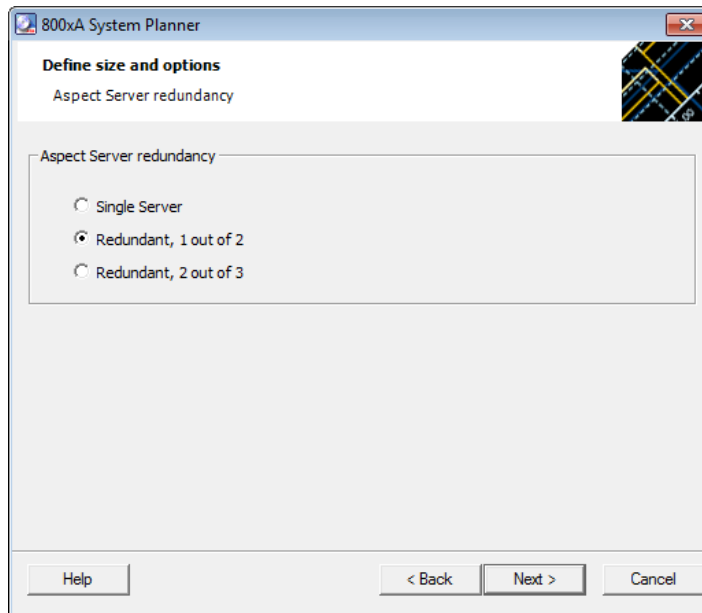 800xA System Planner
Define size and options
Aspect Server redundancy
Aspect Server redundancy
Single Server
Redundant, 1 out of 2
Redundant, 2 out of 3
Help
< Back
Next >
Cancel